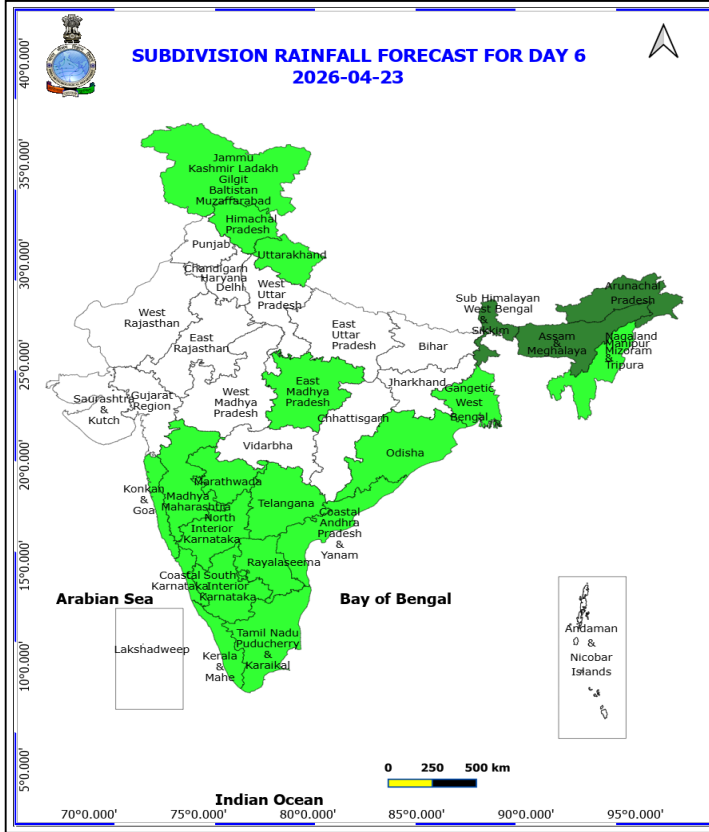 SUBDIVISION RAINFALL FORECAST FOR DAY 6
2026-04-23
40°0.000'
35°0.000'
30°0.000'
25°0.000'
20°0.000'
15°0.000'
10°0.000'
5°0.000'
Jammu
Kashmir Ladakh
Gilgit
Baltistan
Muzaffarabad
Himachal
Pradesh
Punjab
Uttarakhand
Chandigarh
Haryana
Delhi
West
Uttar
Pradesh
West
Rajasthan
East
Rajasthan
East
Uttar
Pradesh
Bihar
Sub Himalayan
West Bengal
&
Sikkim
Arunachal
Pradesh
Assam
&
Meghalaya
Nagaland
Manipur
Mizoram
&
Tripura
Saurashtra
&
Kutch
Gujarat
Region
West
Madhya
Pradesh
East
Madhya
Pradesh
Jharkhand
Gangetic
West
Bengal
Chhattisgarh
Vidarbha
Odisha
Konkan
&
Goa
Madhya
Maharashtra
Marathwada
Telangana
North
Interior
Karnataka
Coastal
Andhra
Pradesh
&
Yanam
Rayalaseema
Coastal
Karnataka
South
Interior
Karnataka
Arabian Sea
Bay of Bengal
Lakshadweep
Kerala
&
Mahe
Tamil Nadu
Puducherry
&
Karaikal
Andaman
&
Nicobar
Islands
0 250 500 km
Indian Ocean
70°0.000' 75°0.000' 80°0.000' 85°0.000' 90°0.000' 95°0.000'